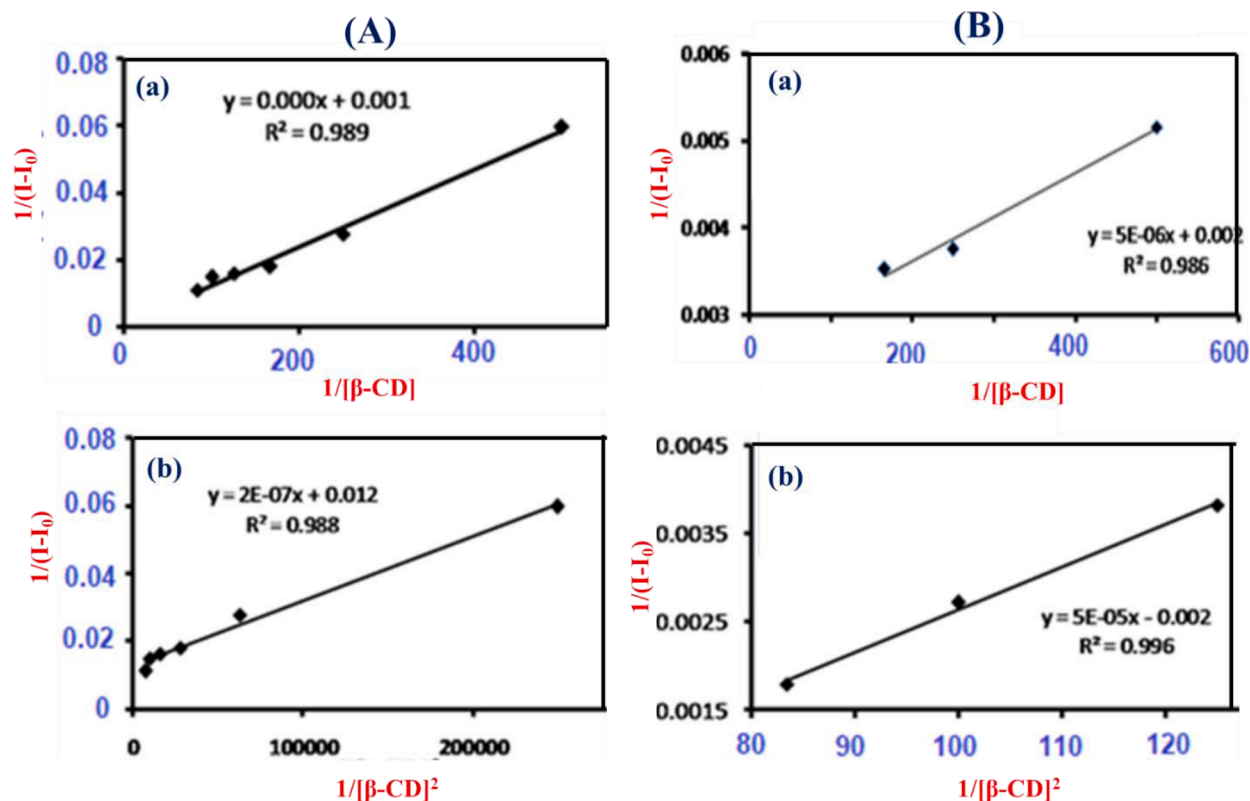 (A)
(a)
y = 0.000x + 0.001
R² = 0.989
0.08
0.06
0.04
0.02
0
0 200 400
1/(I-I₀)
1/[β-CD]
(B)
(a)
0.006
0.005
0.004
0.003
y = 5E-06x + 0.002
R² = 0.986
0 200 400 600
1/(I-I₀)
1/[β-CD]
(b)
y = 2E-07x + 0.012
R² = 0.988
0.08
0.06
0.04
0.02
0
0 100000 200000
1/(I-I₀)
1/[β-CD]²
(b)
0.0045
0.0035
0.0025
0.0015
y = 5E-05x - 0.002
R² = 0.996
80 90 100 110 120
1/(I-I₀)
1/[β-CD]²